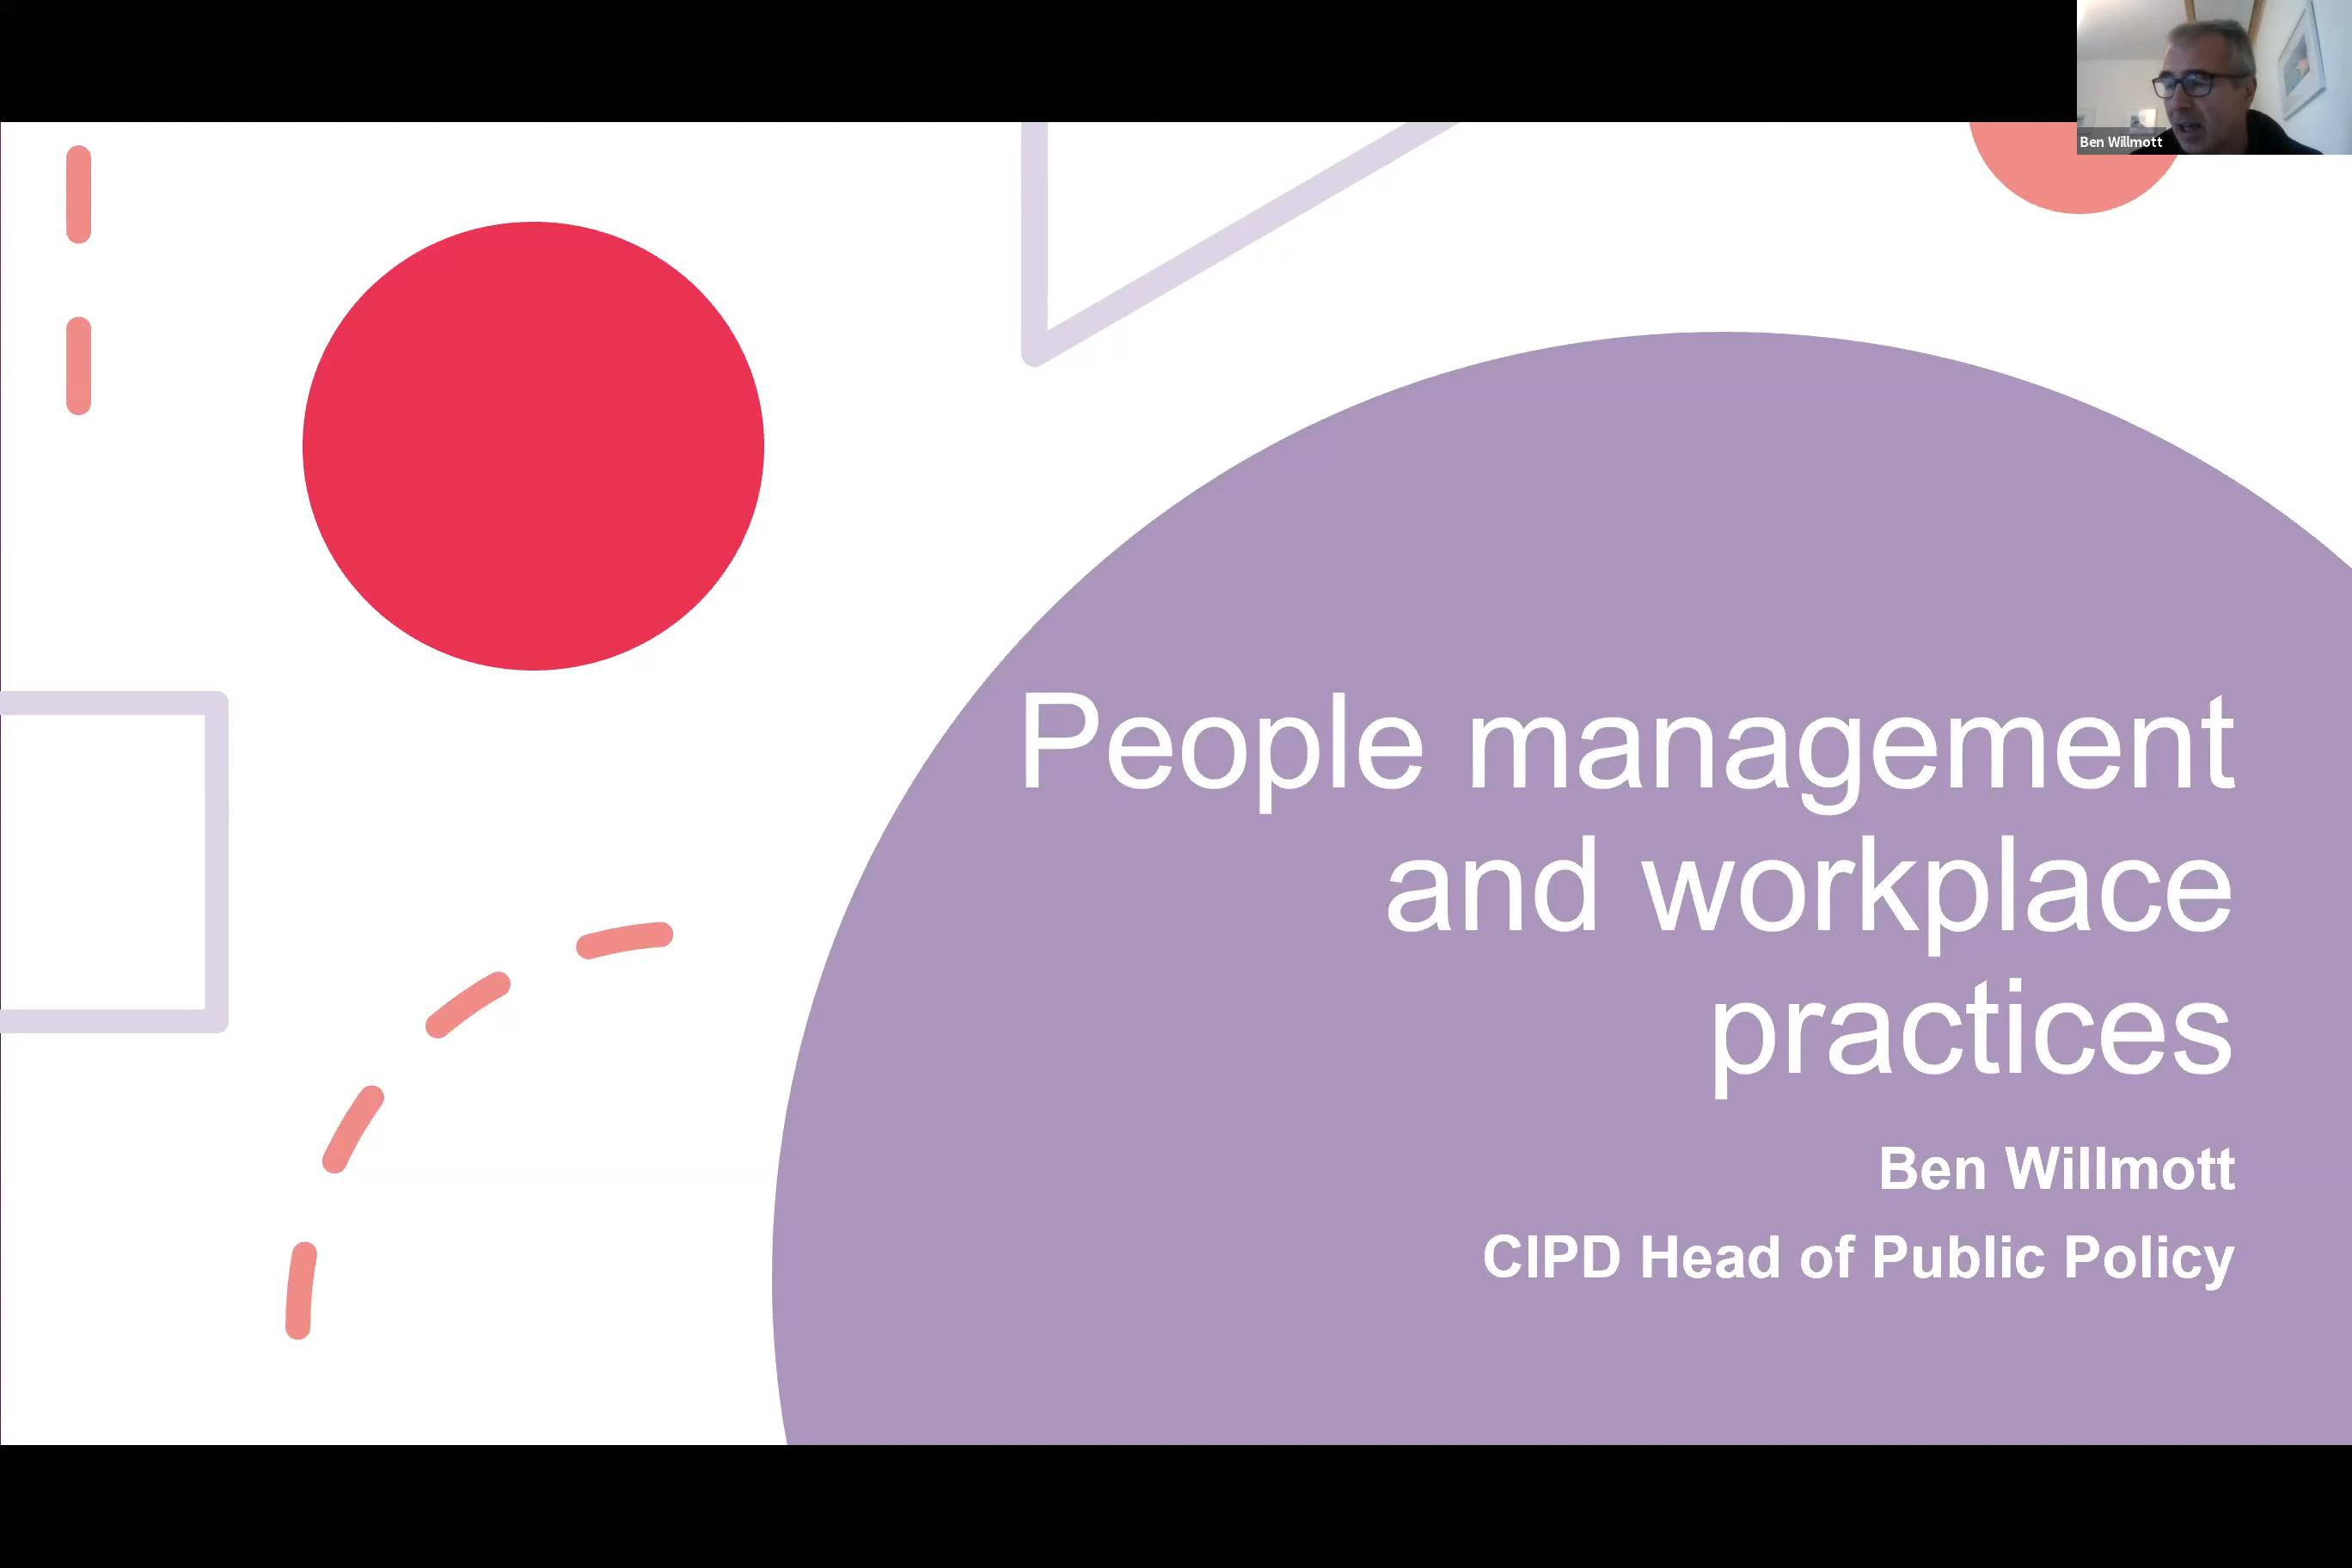 Ben Willmott
People management
and workplace
practices
Ben Willmott
CIPD Head of Public Policy